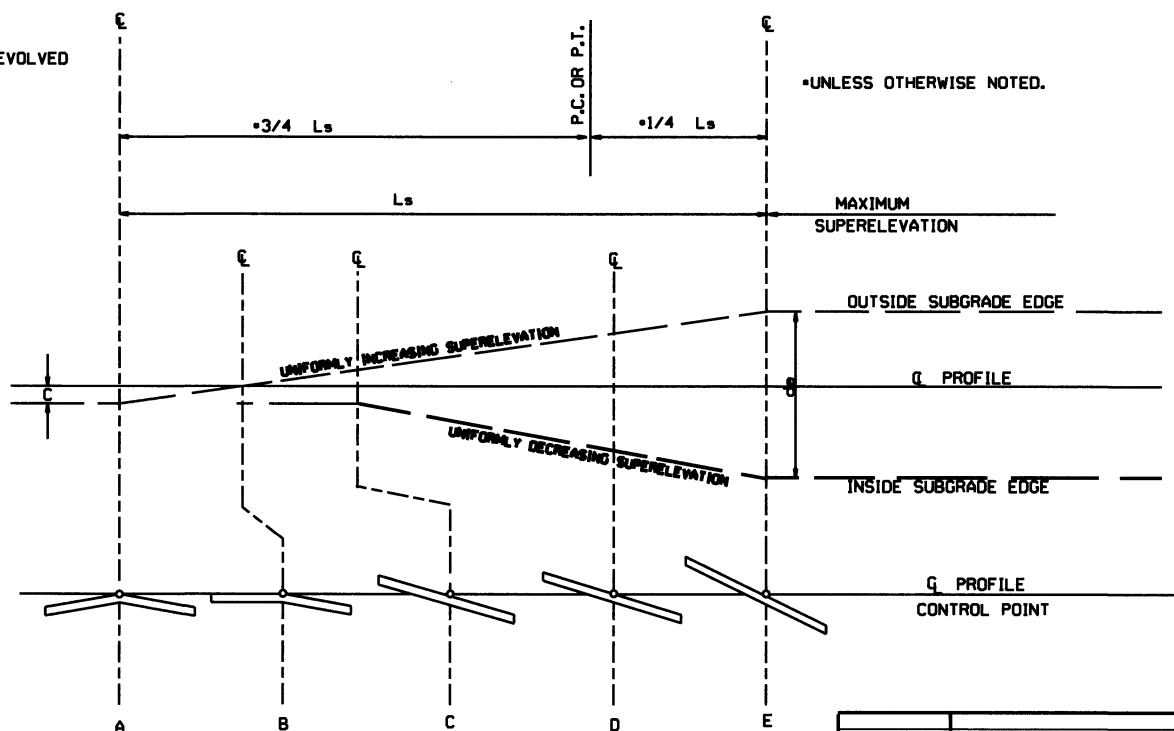 ℄
℄
EVOLVED
P.C. OR P.T.
*UNLESS OTHERWISE NOTED.
*3/4 Ls
*1/4 Ls
Ls
MAXIMUM
SUPERELEVATION
℄
℄
℄
OUTSIDE SUBGRADE EDGE
UNIFORMLY INCREASING SUPERELEVATION
℄ PROFILE
C
UNIFORMLY DECREASING SUPERELEVATION
INSIDE SUBGRADE EDGE
℄ PROFILE
CONTROL POINT
A
B
C
D
E